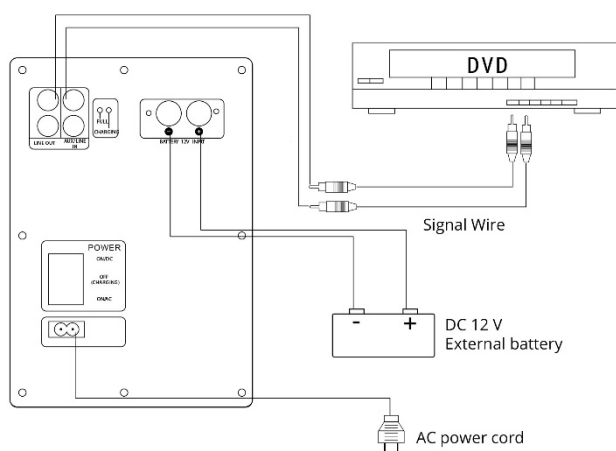 DVD
FULL
CHARGING
LINE OUT
AUX/LINE
IN
BATTERY 12V INPUT
Signal Wire
POWER
ON/DC
OFF
(CHARGING)
ON/AC
-
+
DC 12 V
External battery
AC power cord